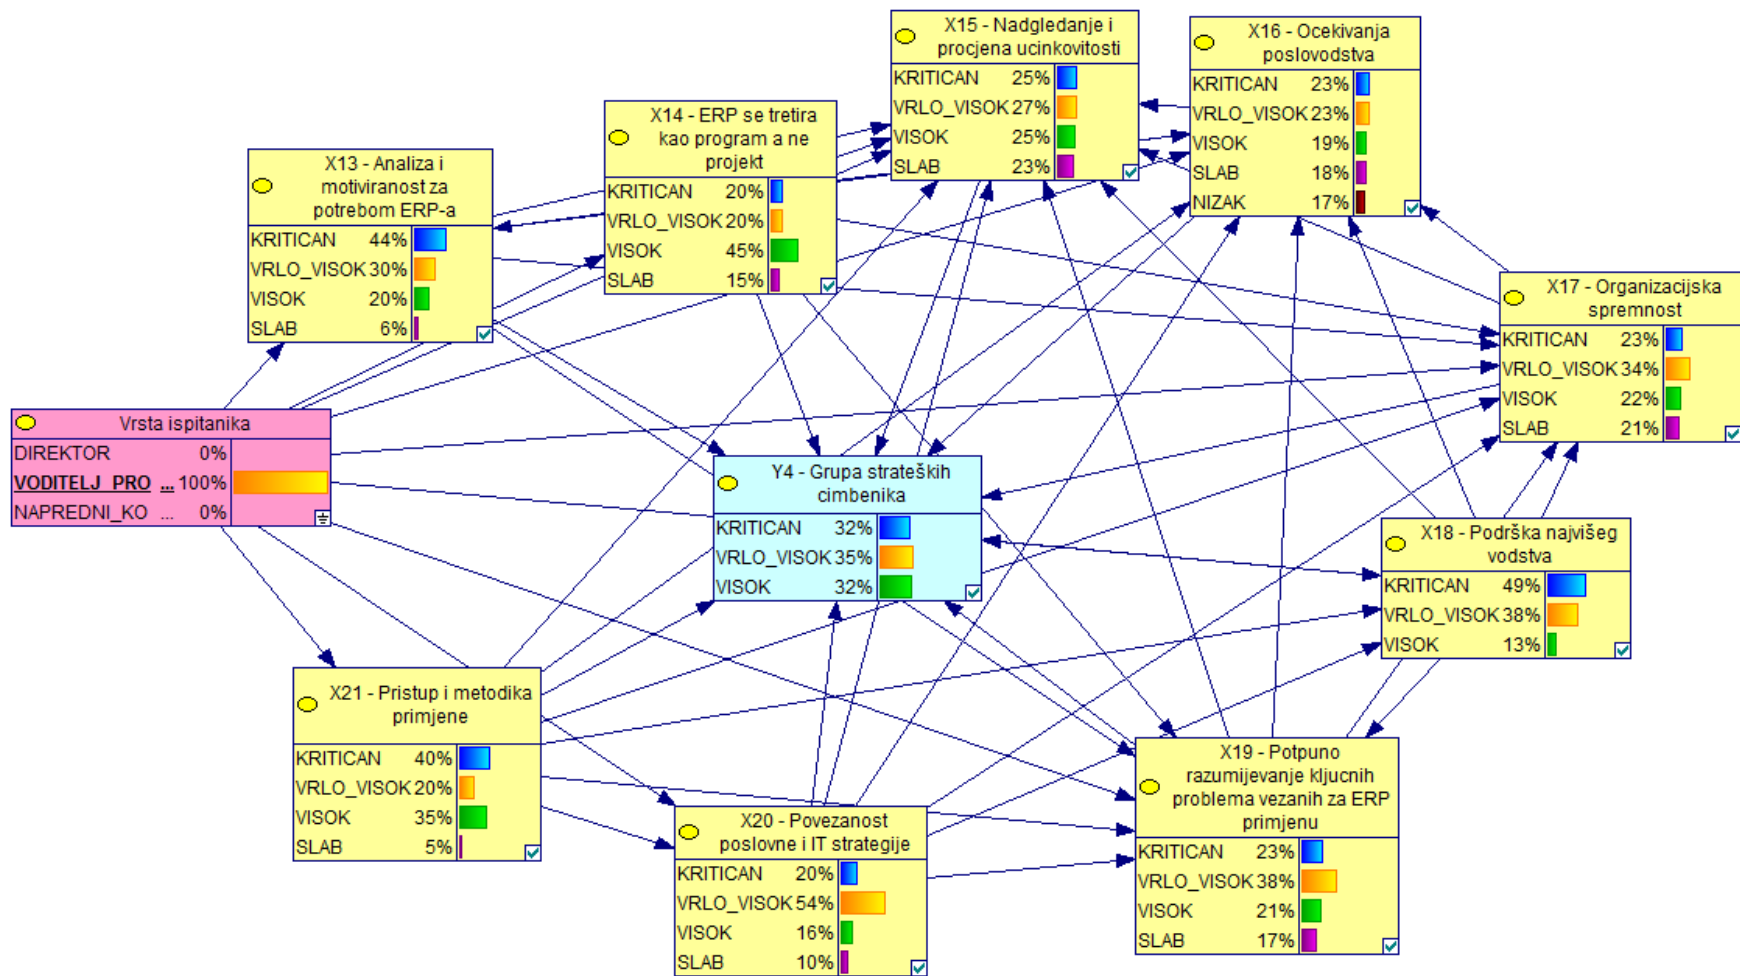 X15 - Nadgledanje i
procjena ucinkovitosti
KRITICAN 25%
VRLO_VISOK 27%
VISOK 25%
SLAB 23%
X16 - Ocekivanja
poslovodstva
KRITICAN 23%
VRLO_VISOK 23%
VISOK 19%
SLAB 18%
NIZAK 17%
X14 - ERP se tretira
kao program a ne
projekt
KRITICAN 20%
VRLO_VISOK 20%
VISOK 45%
SLAB 15%
X13 - Analiza i
motiviranost za
potrebom ERP-a
KRITICAN 44%
VRLO_VISOK 30%
VISOK 20%
SLAB 6%
X17 - Organizacijska
spremnost
KRITICAN 23%
VRLO_VISOK 34%
VISOK 22%
SLAB 21%
Vrsta ispitanika
DIREKTOR 0%
VODITELJ_PRO ... 100%
NAPREDNI_KO ... 0%
Y4 - Grupa strateških
cimbenika
KRITICAN 32%
VRLO_VISOK 35%
VISOK 32%
X18 - Podrška najvišeg
vodstva
KRITICAN 49%
VRLO_VISOK 38%
VISOK 13%
X21 - Pristup i metodika
primjene
KRITICAN 40%
VRLO_VISOK 20%
VISOK 35%
SLAB 5%
X20 - Povezanost
poslovne i IT strategije
KRITICAN 20%
VRLO_VISOK 54%
VISOK 16%
SLAB 10%
X19 - Potpuno
razumijevanje kljucnih
problema vezanih za ERP
primjenu
KRITICAN 23%
VRLO_VISOK 38%
VISOK 21%
SLAB 17%